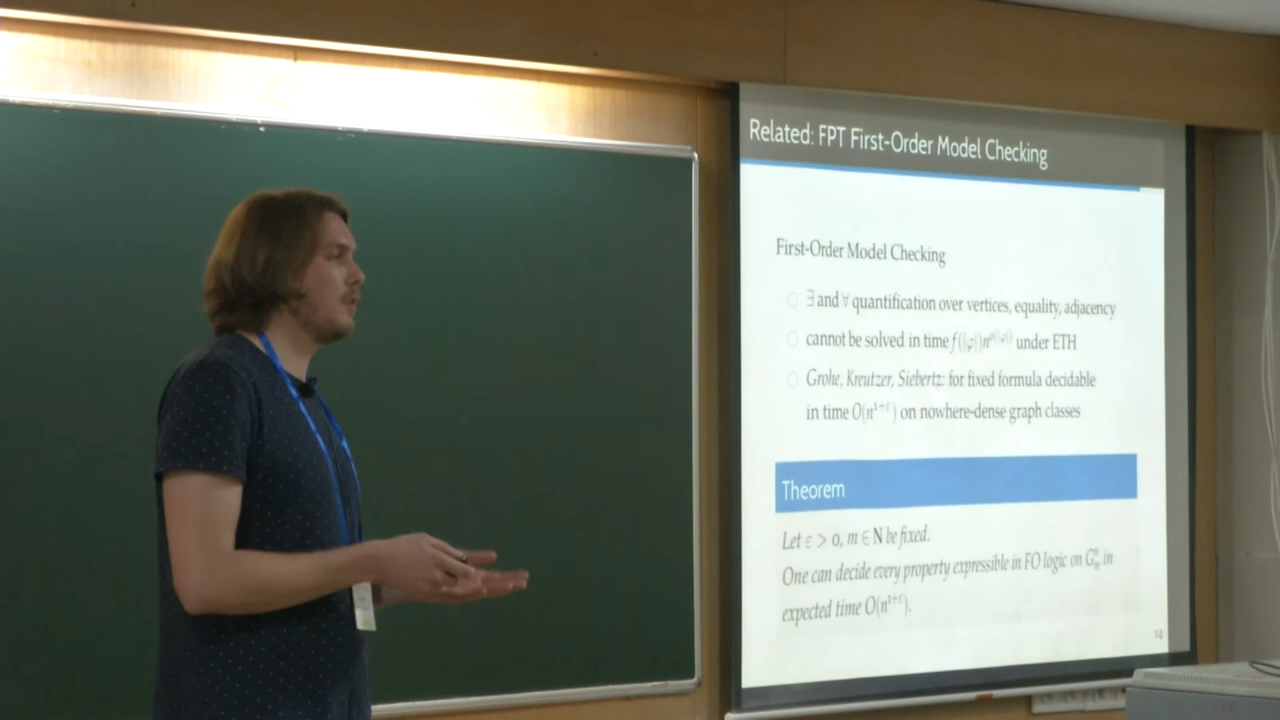 Related: FPT First-Order Model Checking
First-Order Model Checking
∃ and ∀ quantification over vertices, equality, adjacency
cannot be solved in time f(|φ|)n^{o(|φ|)} under ETH
Grohe, Kreutzer, Siebertz: for fixed formula decidable
in time O(n^{1+ε}) on nowhere-dense graph classes
Theorem
Let ε > 0, m ∈ N be fixed.
One can decide every property expressible in FO logic on G_m^n in
expected time O(n^{1+ε}).
14